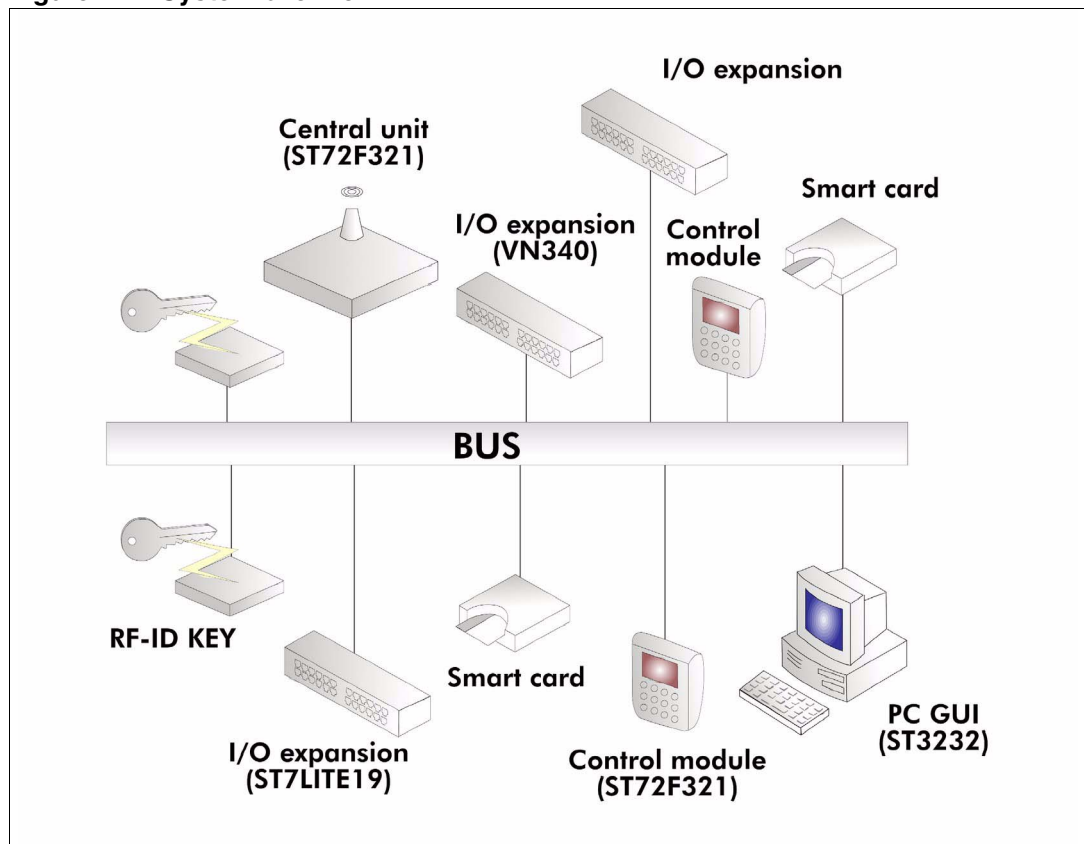 I/O expansion
Central unit
(ST72F321)
Smart card
I/O expansion
(VN340)
Control
module
BUS
RF-ID KEY
Smart card
I/O expansion
(ST7LITE19)
Control module
(ST72F321)
PC GUI
(ST3232)